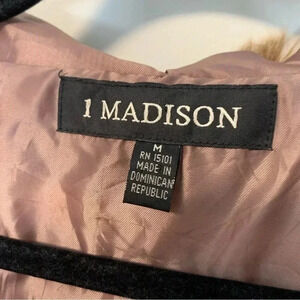 1 MADISON
M
RN 15101
MADE IN
DOMINICAN
REPUBLIC